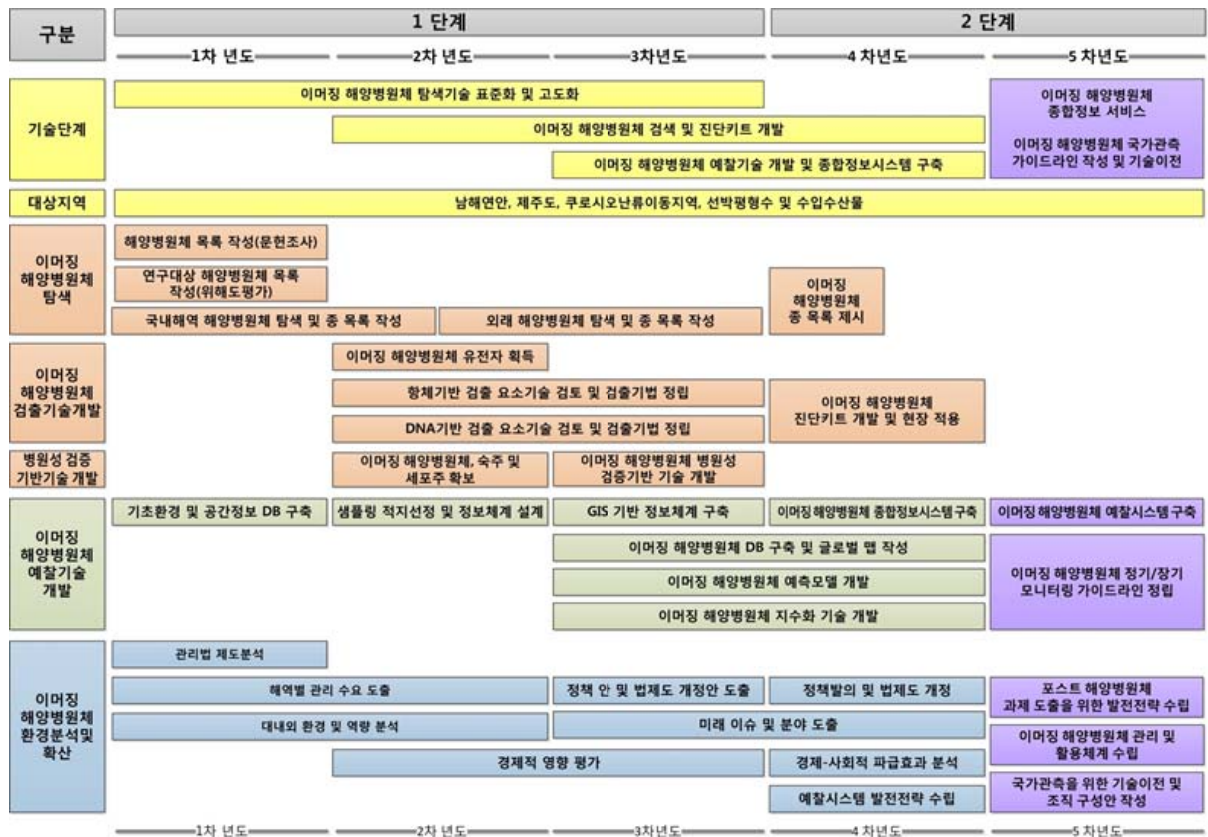 구분
1 단계
2 단계
1차 년도
2차 년도
3차년도
4 차년도
5 차년도
기술단계
이머징 해양병원체 탐색기술 표준화 및 고도화
이머징 해양병원체 검색 및 진단키트 개발
이머징 해양병원체 예찰기술 개발 및 종합정보시스템 구축
이머징 해양병원체
종합정보 서비스
이머징 해양병원체 국가관측
가이드라인 작성 및 기술이전
대상지역
남해연안, 제주도, 쿠로시오난류이동지역, 선박평형수 및 수입수산물
이머징
해양병원체
탐색
해양병원체 목록 작성(문헌조사)
연구대상 해양병원체 목록
작성(위해도평가)
국내해역 해양병원체 탐색 및 종 목록 작성
외래 해양병원체 탐색 및 종 목록 작성
이머징
해양병원체
종 목록 제시
이머징
해양병원체
검출기술개발
이머징 해양병원체 유전자 획득
항체기반 검출 요소기술 검토 및 검출기법 정립
DNA기반 검출 요소기술 검토 및 검출기법 정립
이머징 해양병원체
진단키트 개발 및 현장 적용
병원성 검증
기반기술 개발
이머징 해양병원체, 숙주 및
세포주 확보
이머징 해양병원체 병원성
검증기반 기술 개발
이머징
해양병원체
예찰기술
개발
기초환경 및 공간정보 DB 구축
샘플링 적지선정 및 정보체계 설계
GIS 기반 정보체계 구축
이머징해양병원체 종합정보시스템구축
이머징해양병원체 예찰시스템 구축
이머징 해양병원체 DB 구축 및 글로벌 맵 작성
이머징 해양병원체 예측모델 개발
이머징 해양병원체 지수화 기술 개발
이머징 해양병원체 정기/장기
모니터링 가이드라인 정립
이머징
해양병원체
환경분석및
확산
관리법 제도분석
해역별 관리 수요 도출
정책 안 및 법제도 개정안 도출
정책발의 및 법제도 개정
포스트 해양병원체
과제 도출을 위한 발전전략 수립
대내외 환경 및 역량 분석
미래 이슈 및 분야 도출
이머징 해양병원체 관리 및
활용체계 수립
경제적 영향 평가
경제-사회적 파급효과 분석
예찰시스템 발전전략 수립
국가관측을 위한 기술이전 및
조직 구성안 작성
1차 년도
2차 년도
3차년도
4 차년도
5 차년도